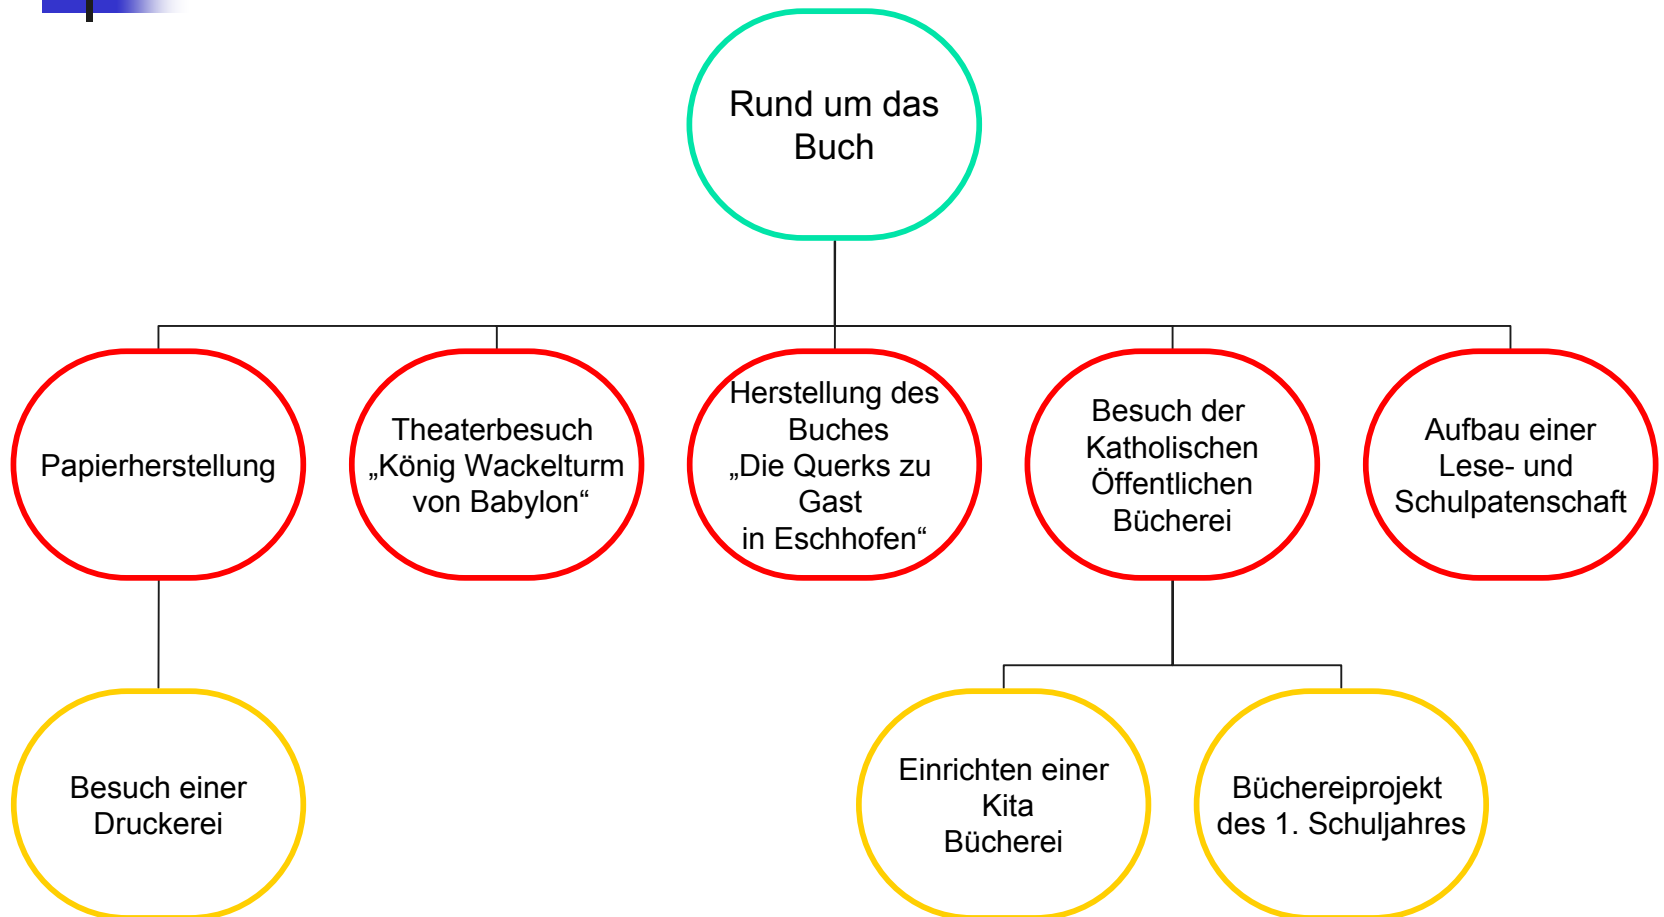 Rund um das
Buch
Papierherstellung
Theaterbesuch
„König Wackelturm
von Babylon“
Herstellung des
Buches
„Die Querks zu
Gast
in Eschhofen“
Besuch der
Katholischen
Öffentlichen
Bücherei
Aufbau einer
Lese- und
Schulpatenschaft
Besuch einer
Druckerei
Einrichten einer
Kita
Bücherei
Büchereiprojekt
des 1. Schuljahres